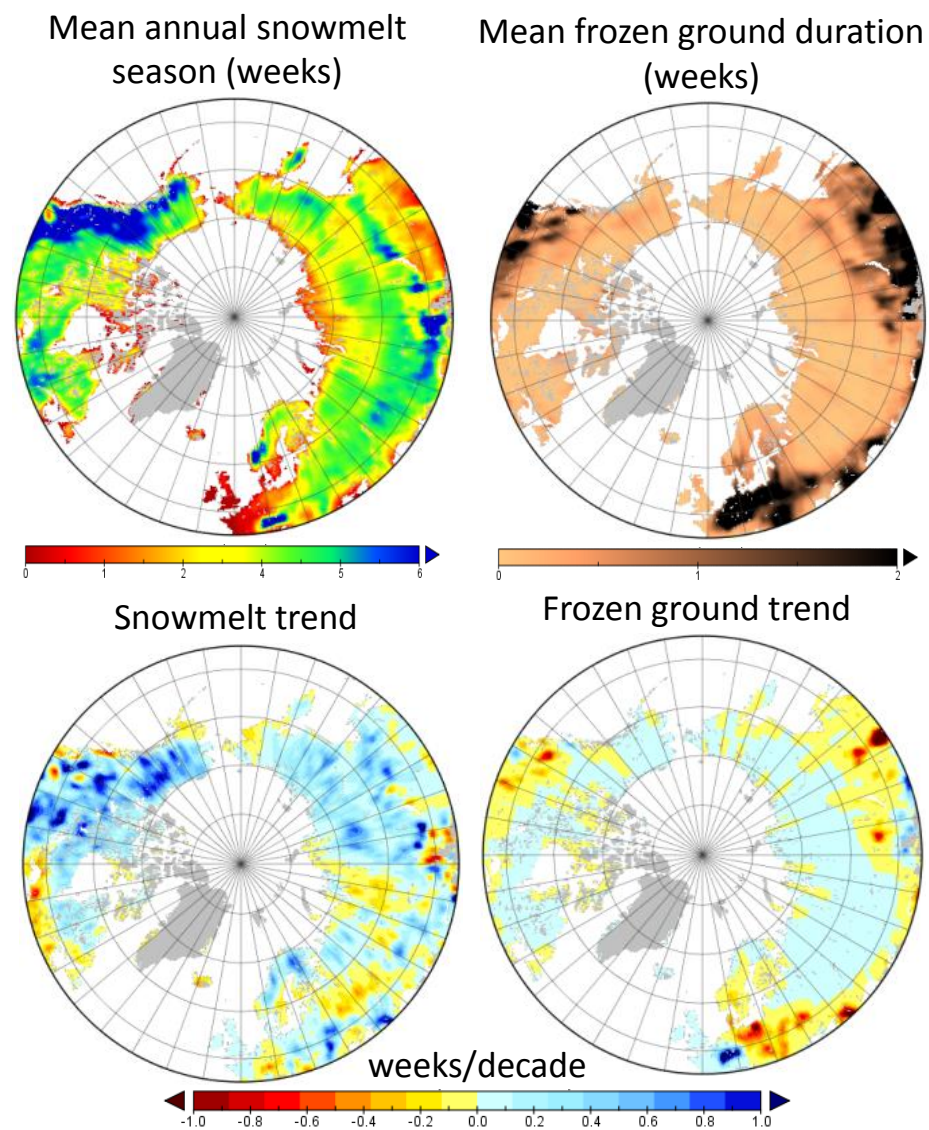 Mean annual snowmelt
season (weeks)
Mean frozen ground duration
(weeks)
0 1 2 3 4 5 6
0 1 2
Snowmelt trend
Frozen ground trend
weeks/decade
-1.0 -0.8 -0.6 -0.4 -0.2 0.0 0.2 0.4 0.6 0.8 1.0